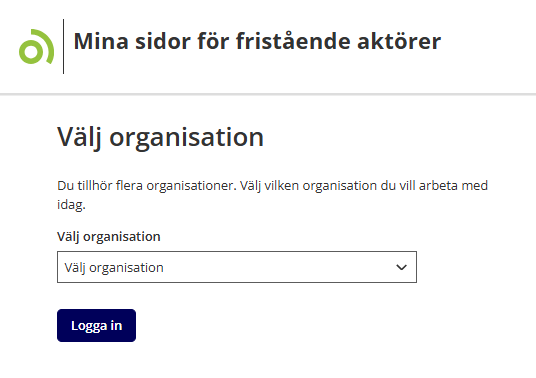 Mina sidor för fristående aktörer
Välj organisation
Du tillhör flera organisationer. Välj vilken organisation du vill arbeta med
idag.
Välj organisation
Välj organisation
Logga in